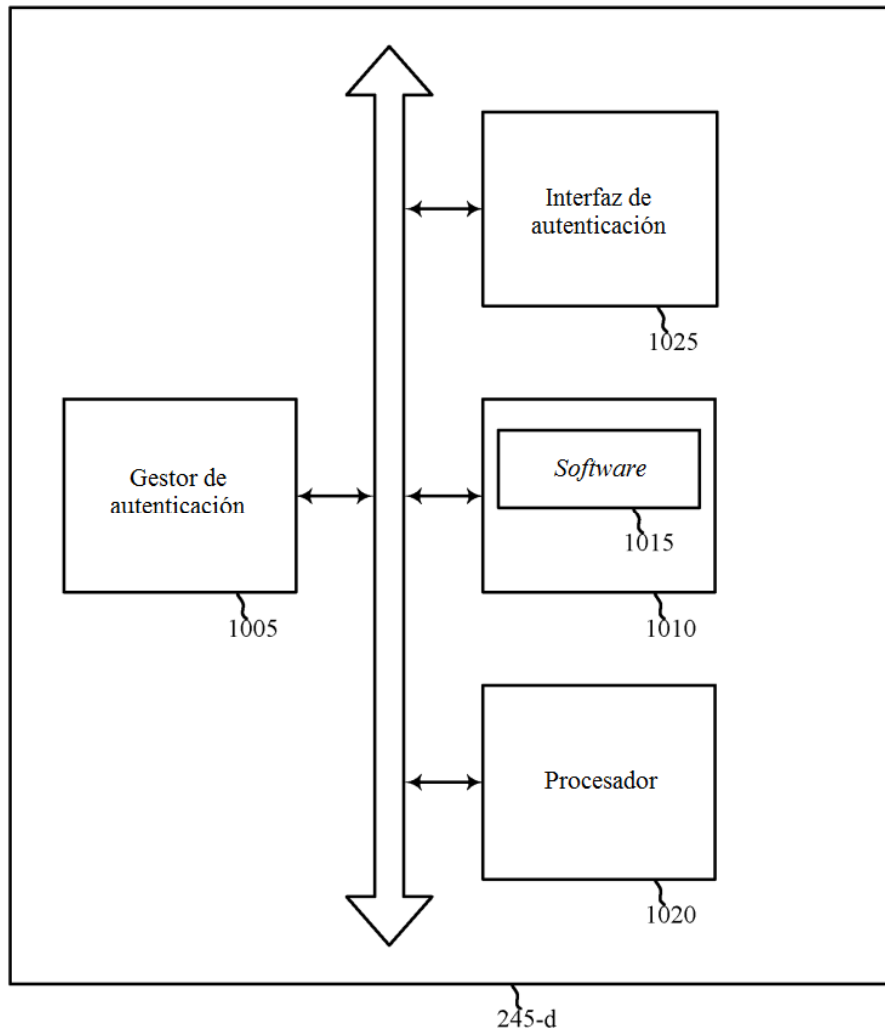 Interfaz de
autenticación
1025
Gestor de
autenticación
1005
Software
1015
1010
Procesador
1020
245-d